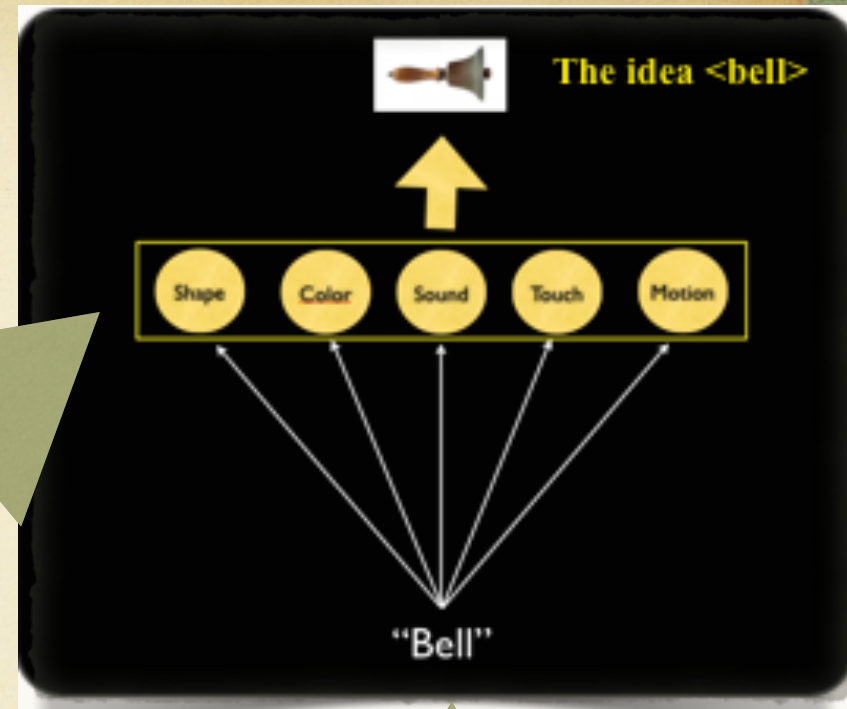 The idea <bell>
Shape Color Sound Touch Motion
“Bell”